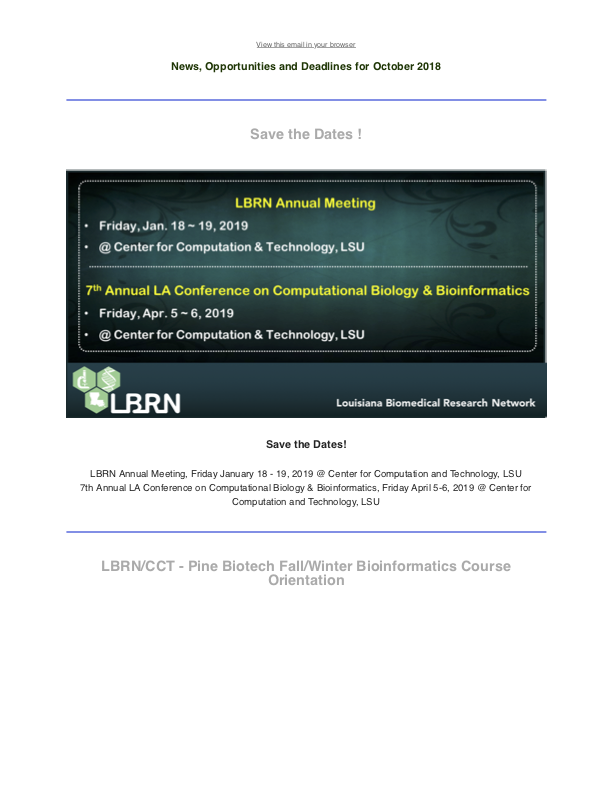 View this email in your browser
News, Opportunities and Deadlines for October 2018
Save the Dates !
LBRN Annual Meeting
• Friday, Jan. 18 ~ 19, 2019
• @ Center for Computation & Technology, LSU
7th Annual LA Conference on Computational Biology & Bioinformatics
• Friday, Apr. 5 ~ 6, 2019
• @ Center for Computation & Technology, LSU
LBRN
Louisiana Biomedical Research Network
Save the Dates!
LBRN Annual Meeting, Friday January 18 - 19, 2019 @ Center for Computation and Technology, LSU
7th Annual LA Conference on Computational Biology & Bioinformatics, Friday April 5-6, 2019 @ Center for
Computation and Technology, LSU
LBRN/CCT - Pine Biotech Fall/Winter Bioinformatics Course
Orientation